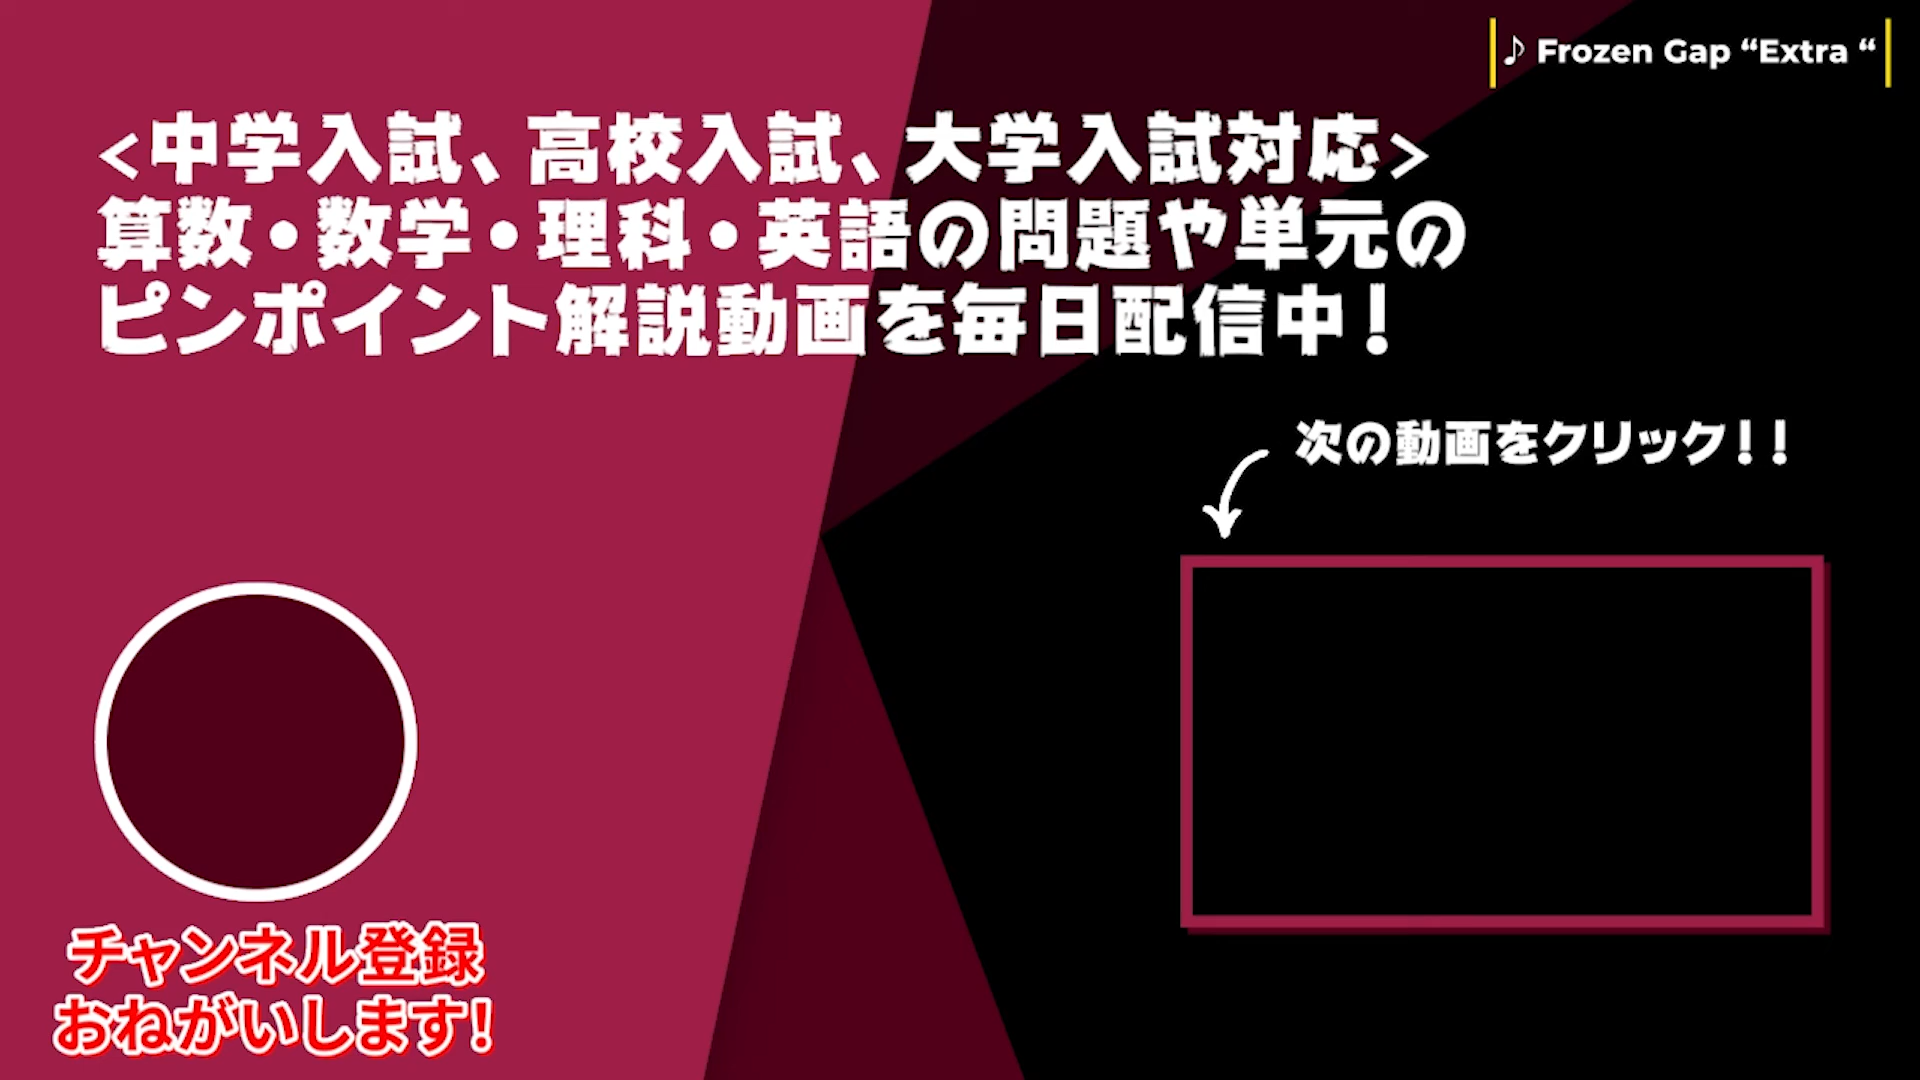 ♪ Frozen Gap “Extra “
<中学入試、高校入試、大学入試対応>
算数・数学・理科・英語の問題や単元の
ピンポイント解説動画を毎日配信中！
次の動画をクリック！！
チャンネル登録
おねがいします！